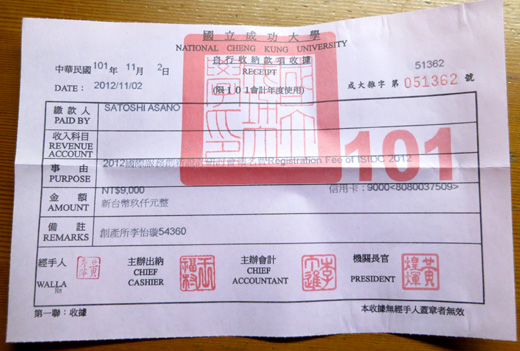 國立成功大學
NATIONAL CHENG KUNG UNIVERSITY
自行收納款項收據
RECEIPT
(限101會計年度使用)
中華民國 101年 11月 2日
DATE: 2012/11/02
51362
成大雜字第 051362 號
101
繳款人 SATOSHI ASANO
PAID BY
收入科目
REVENUE
ACCOUNT
事由 Registration Fee of ISIDC 2012
PURPOSE
金額 NT$9,000 信用卡:9000<8080037509>
AMOUNT 新台幣玖仟元整
備註 創產所李怡璇54360
REMARKS
經手人 主辦出納 主辦會計 機關長官
WALLA CHIEF CHIEF PRESIDENT
CASHIER ACCOUNTANT
第一聯:收據 本收據無經手人蓋章者無效